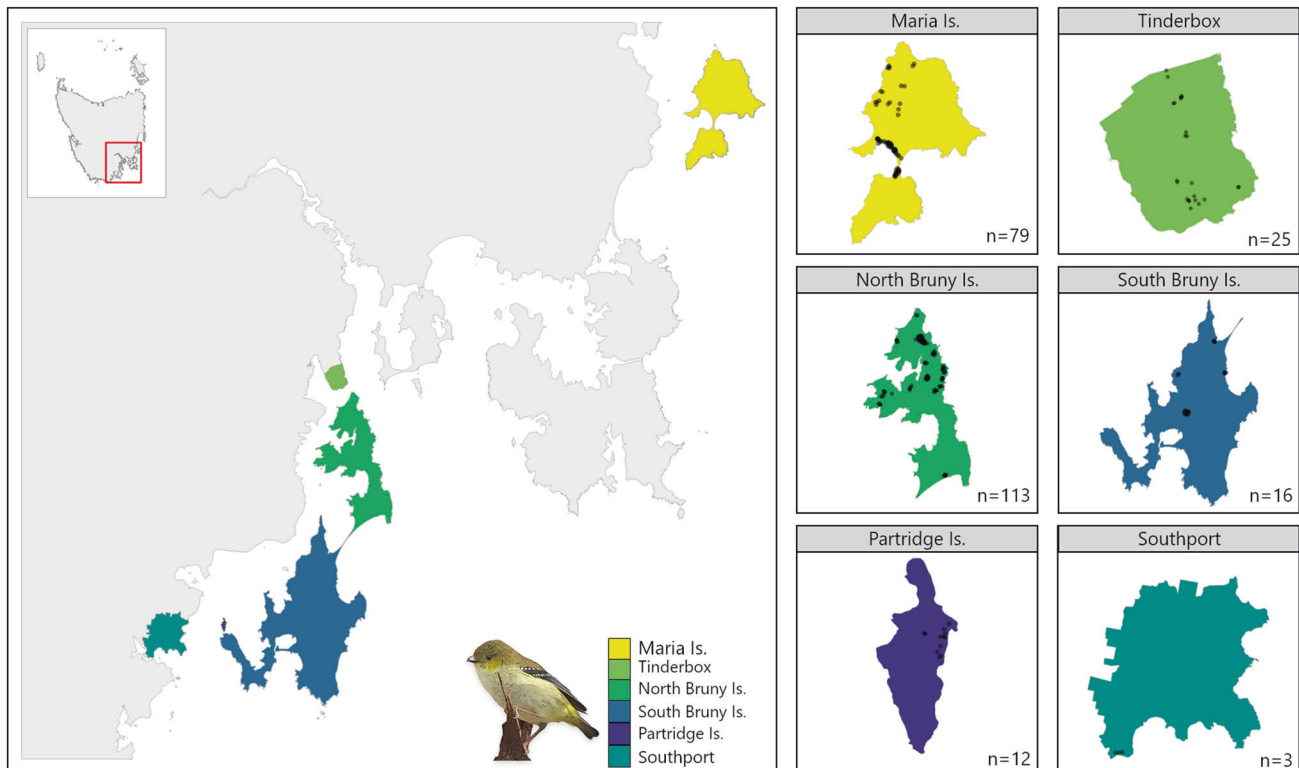 Maria Is.
Tinderbox
North Bruny Is.
South Bruny Is.
Partridge Is.
Southport
Maria Is.
n=79
Tinderbox
n=25
North Bruny Is.
n=113
South Bruny Is.
n=16
Partridge Is.
n=12
Southport
n=3